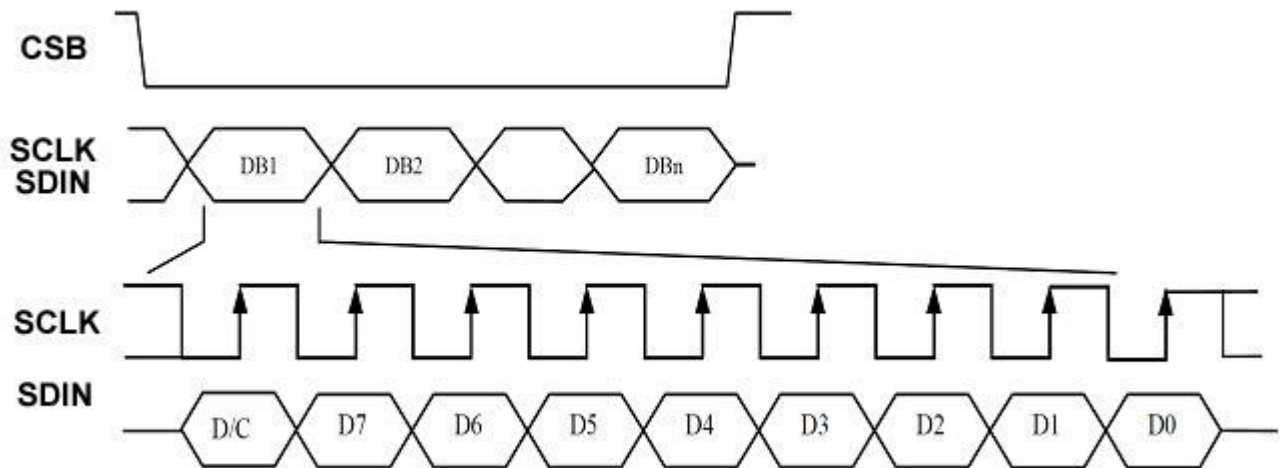 CSB
SCLK
SDIN
DB1 DB2 DBn
SCLK
SDIN
D/C D7 D6 D5 D4 D3 D2 D1 D0